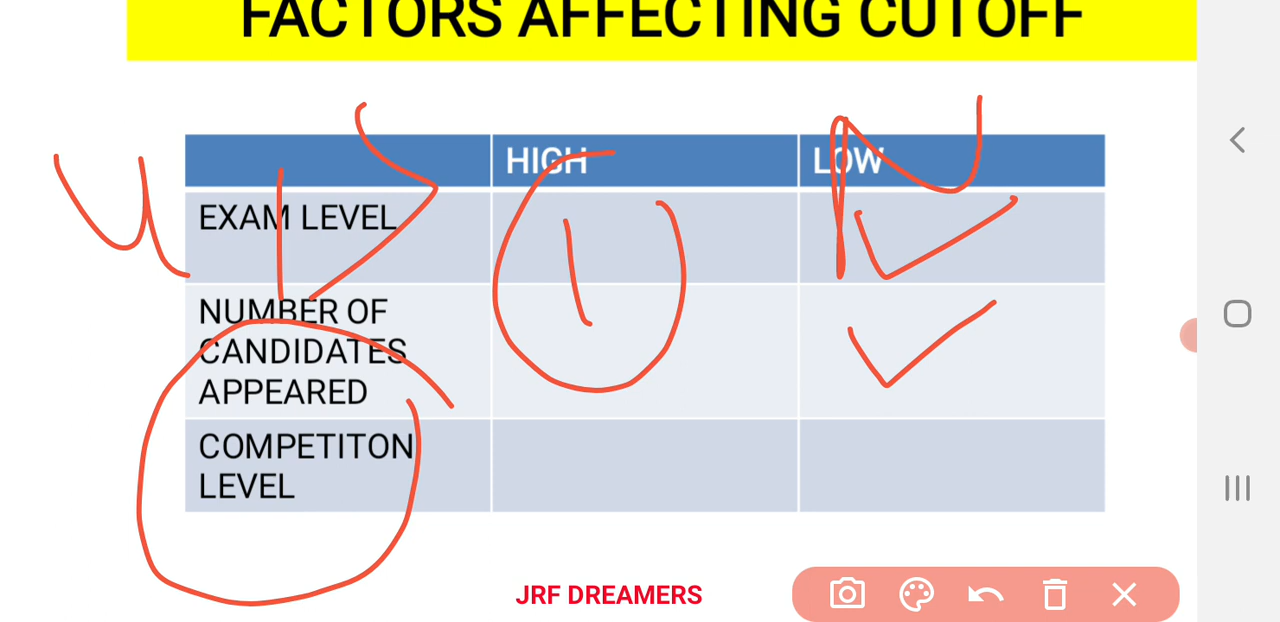 FACTORS AFFECTING CUTOFF
HIGH LOW
EXAM LEVEL
NUMBER OF
CANDIDATES
APPEARED
COMPETITON
LEVEL
JRF DREAMERS